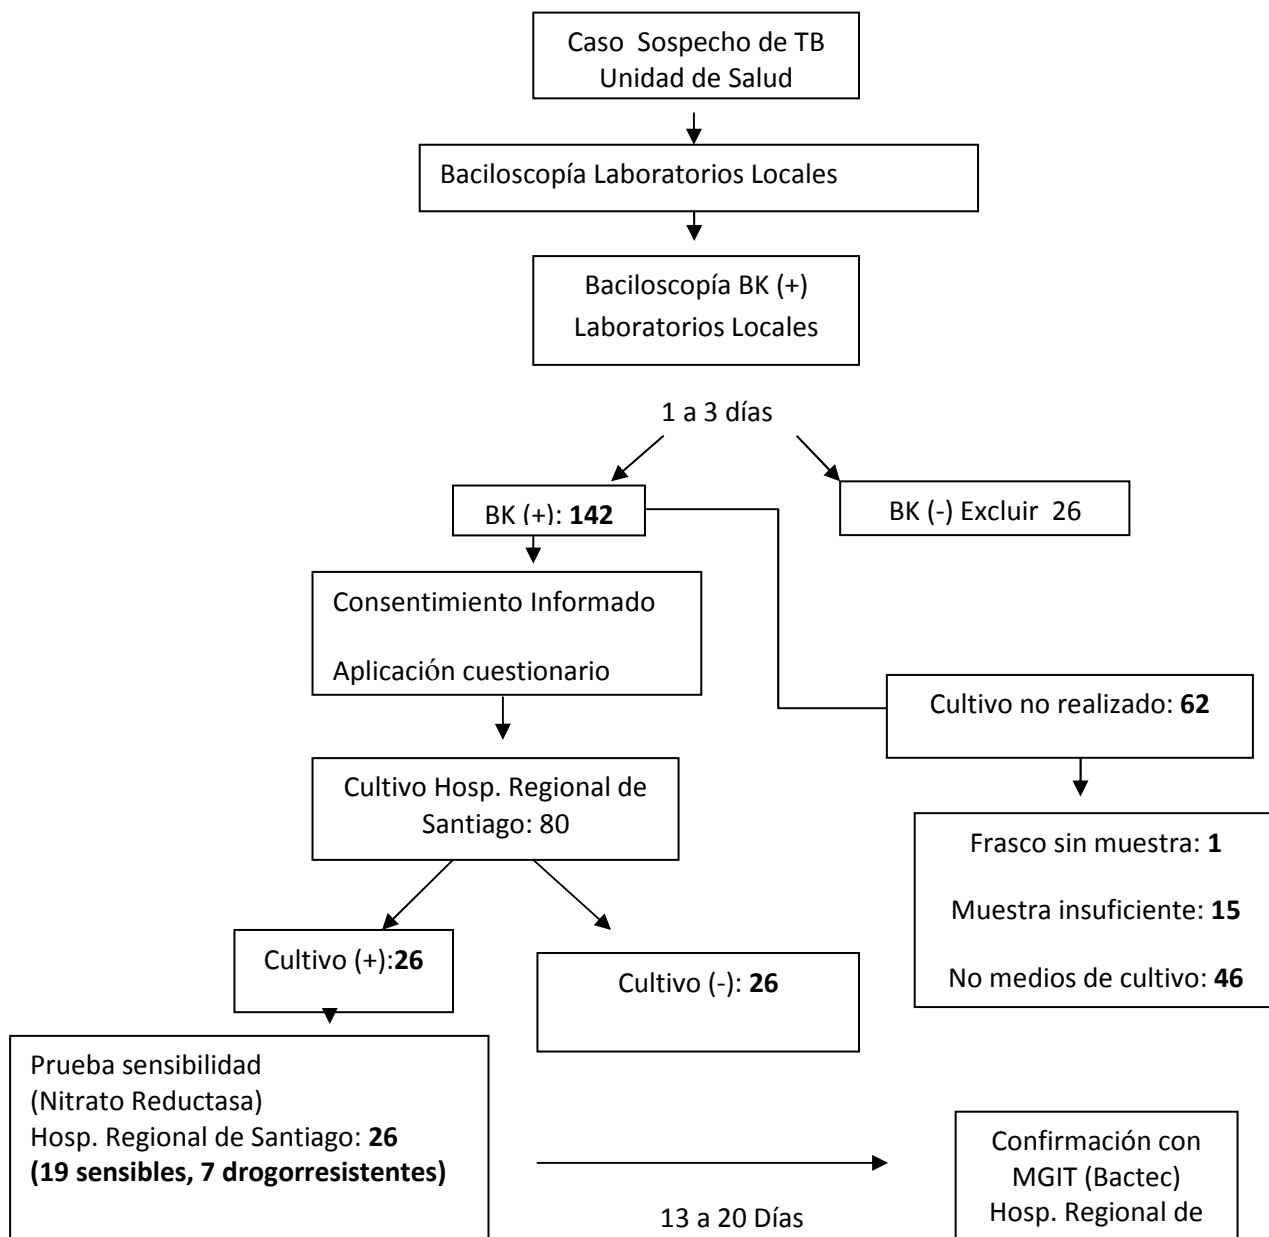 Caso Sospecho de TB
Unidad de Salud
Baciloscopía Laboratorios Locales
Baciloscopía BK (+)
Laboratorios Locales
1 a 3 días
BK (+): 142
BK (-) Excluir 26
Consentimiento Informado
Aplicación cuestionario
Cultivo no realizado: 62
Cultivo Hosp. Regional de
Santiago: 80
Frasco sin muestra: 1
Muestra insuficiente: 15
No medios de cultivo: 46
Cultivo (+):26
Cultivo (-): 26
Prueba sensibilidad
(Nitrato Reductasa)
Hosp. Regional de Santiago: 26
(19 sensibles, 7 drogorresistentes)
13 a 20 Días
Confirmación con
MGIT (Bactec)
Hosp. Regional de